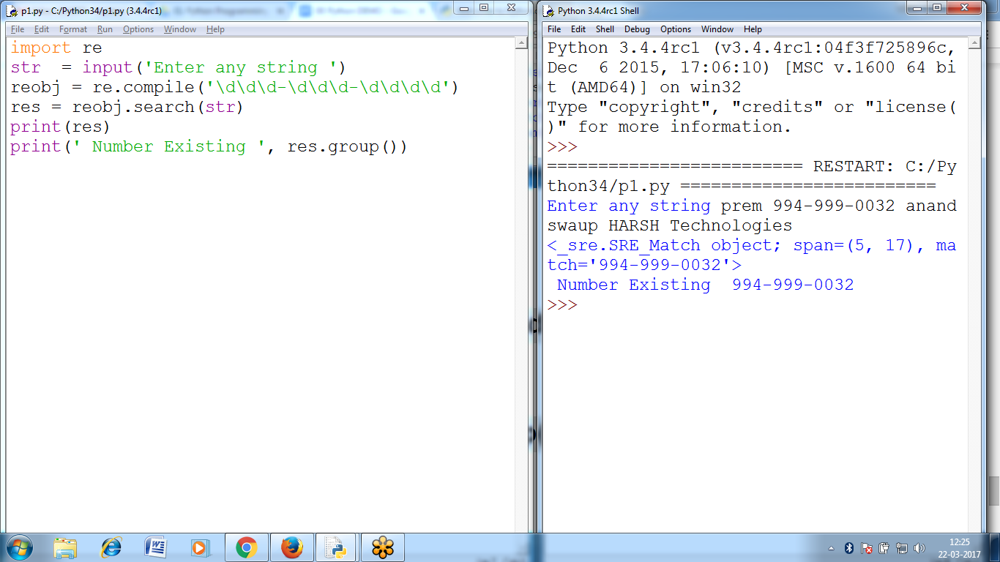 p1.py - C:/Python34/p1.py (3.4.4rc1)
File Edit Format Run Options Window Help
import re
str  = input('Enter any string ')
reobj = re.compile('\d\d\d-\d\d\d-\d\d\d\d')
res = reobj.search(str)
print(res)
print(' Number Existing ', res.group())
Python 3.4.4rc1 Shell
File Edit Shell Debug Options Window Help
Python 3.4.4rc1 (v3.4.4rc1:04f3f725896c,
Dec  6 2015, 17:06:10) [MSC v.1600 64 bi
t (AMD64)] on win32
Type "copyright", "credits" or "license(
)" for more information.
>>>
========================= RESTART: C:/Py
thon34/p1.py =========================
Enter any string prem 994-999-0032 anand
swaup HARSH Technologies
<_sre.SRE_Match object; span=(5, 17), ma
tch='994-999-0032'>
 Number Existing  994-999-0032
>>>
12:25
22-03-2017